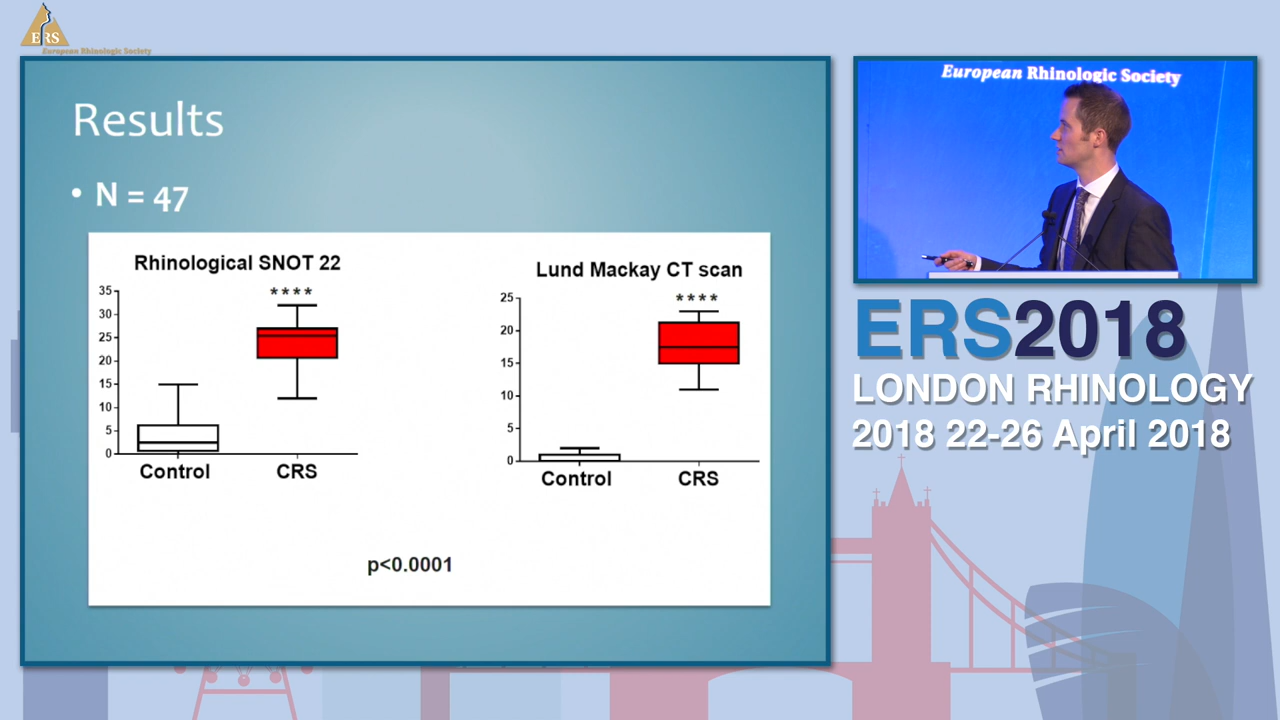 ERS
European Rhinologic Society
Results
• N = 47
Rhinological SNOT 22
35
30
25
20
15
10
5
0
****
Control
CRS
Lund Mackay CT scan
25
20
15
10
5
0
****
Control
CRS
p<0.0001
European Rhinologic Society
ERS2018
LONDON RHINOLOGY
2018 22-26 April 2018